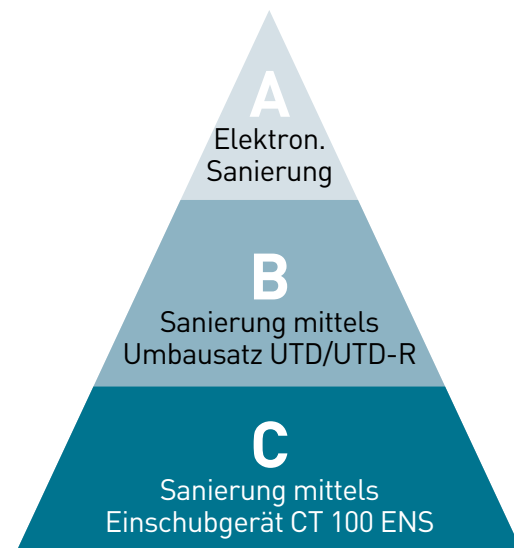 A
Elektron.
Sanierung
B
Sanierung mittels
Umbausatz UTD/UTD-R
C
Sanierung mittels
Einschubgerät CT 100 ENS